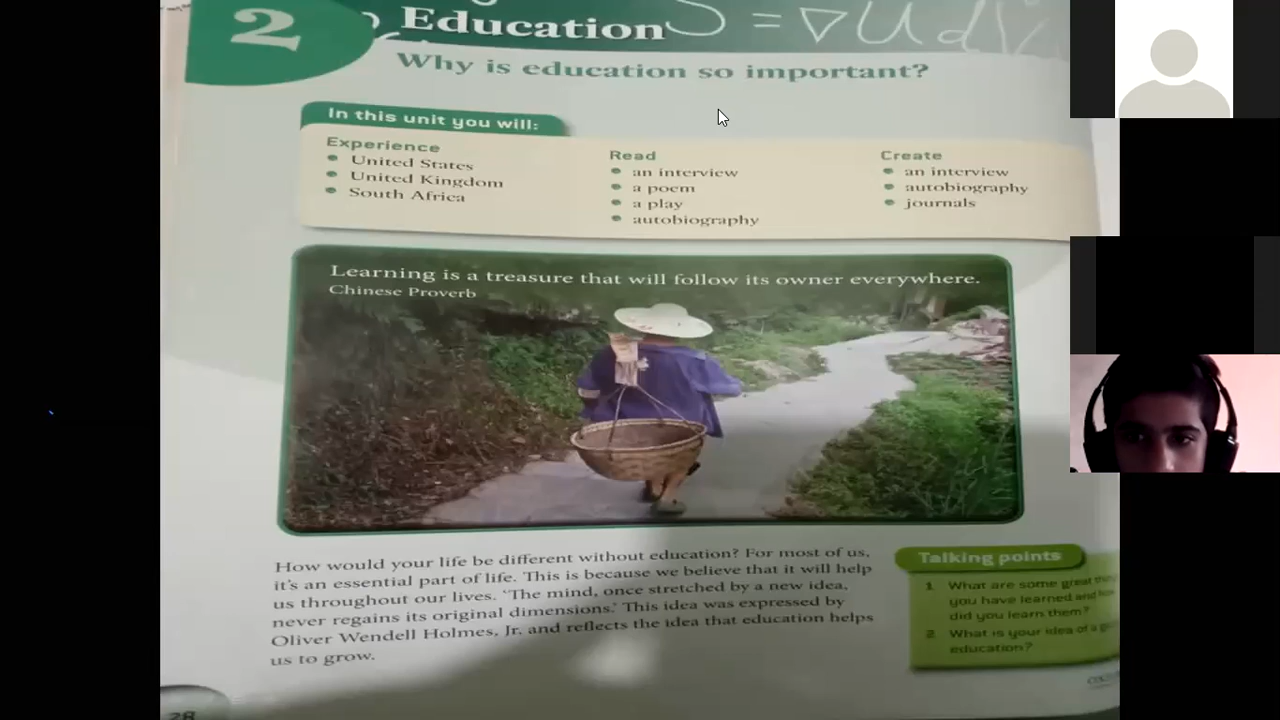 2
Education
S = ∇U
Why is education so important?
In this unit you will:
Experience
United States
United Kingdom
South Africa
Read
an interview
a poem
a play
autobiography
Create
an interview
autobiography
journals
Learning is a treasure that will follow its owner everywhere.
Chinese Proverb
How would your life be different without education? For most of us,
it's an essential part of life. This is because we believe that it will help
us throughout our lives. 'The mind, once stretched by a new idea,
never regains its original dimensions.' This idea was expressed by
Oliver Wendell Holmes, Jr. and reflects the idea that education helps
us to grow.
Talking points
1 What are some great
you have learned and
did you learn them?
2 What is your idea of a
education?
28